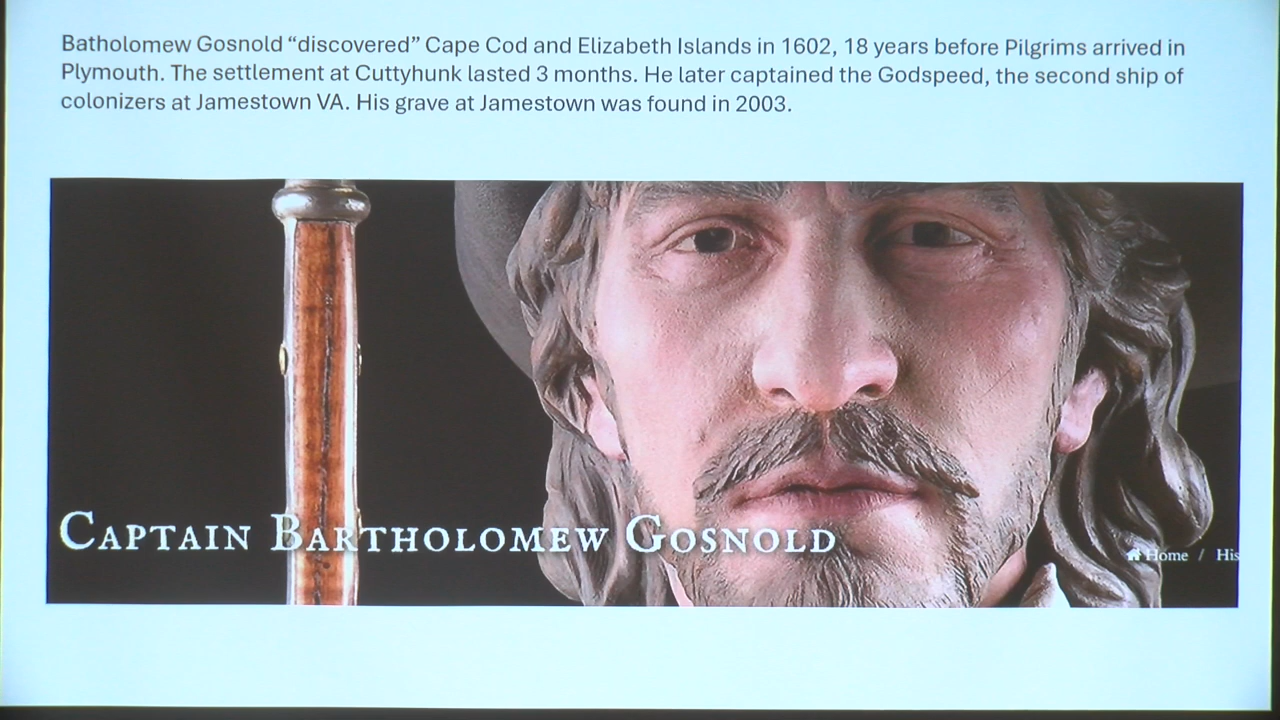 Batholomew Gosnold “discovered” Cape Cod and Elizabeth Islands in 1602, 18 years before Pilgrims arrived in
Plymouth. The settlement at Cuttyhunk lasted 3 months. He later captained the Godspeed, the second ship of
colonizers at Jamestown VA. His grave at Jamestown was found in 2003.
CAPTAIN BARTHOLOMEW GOSNOLD
Home / His